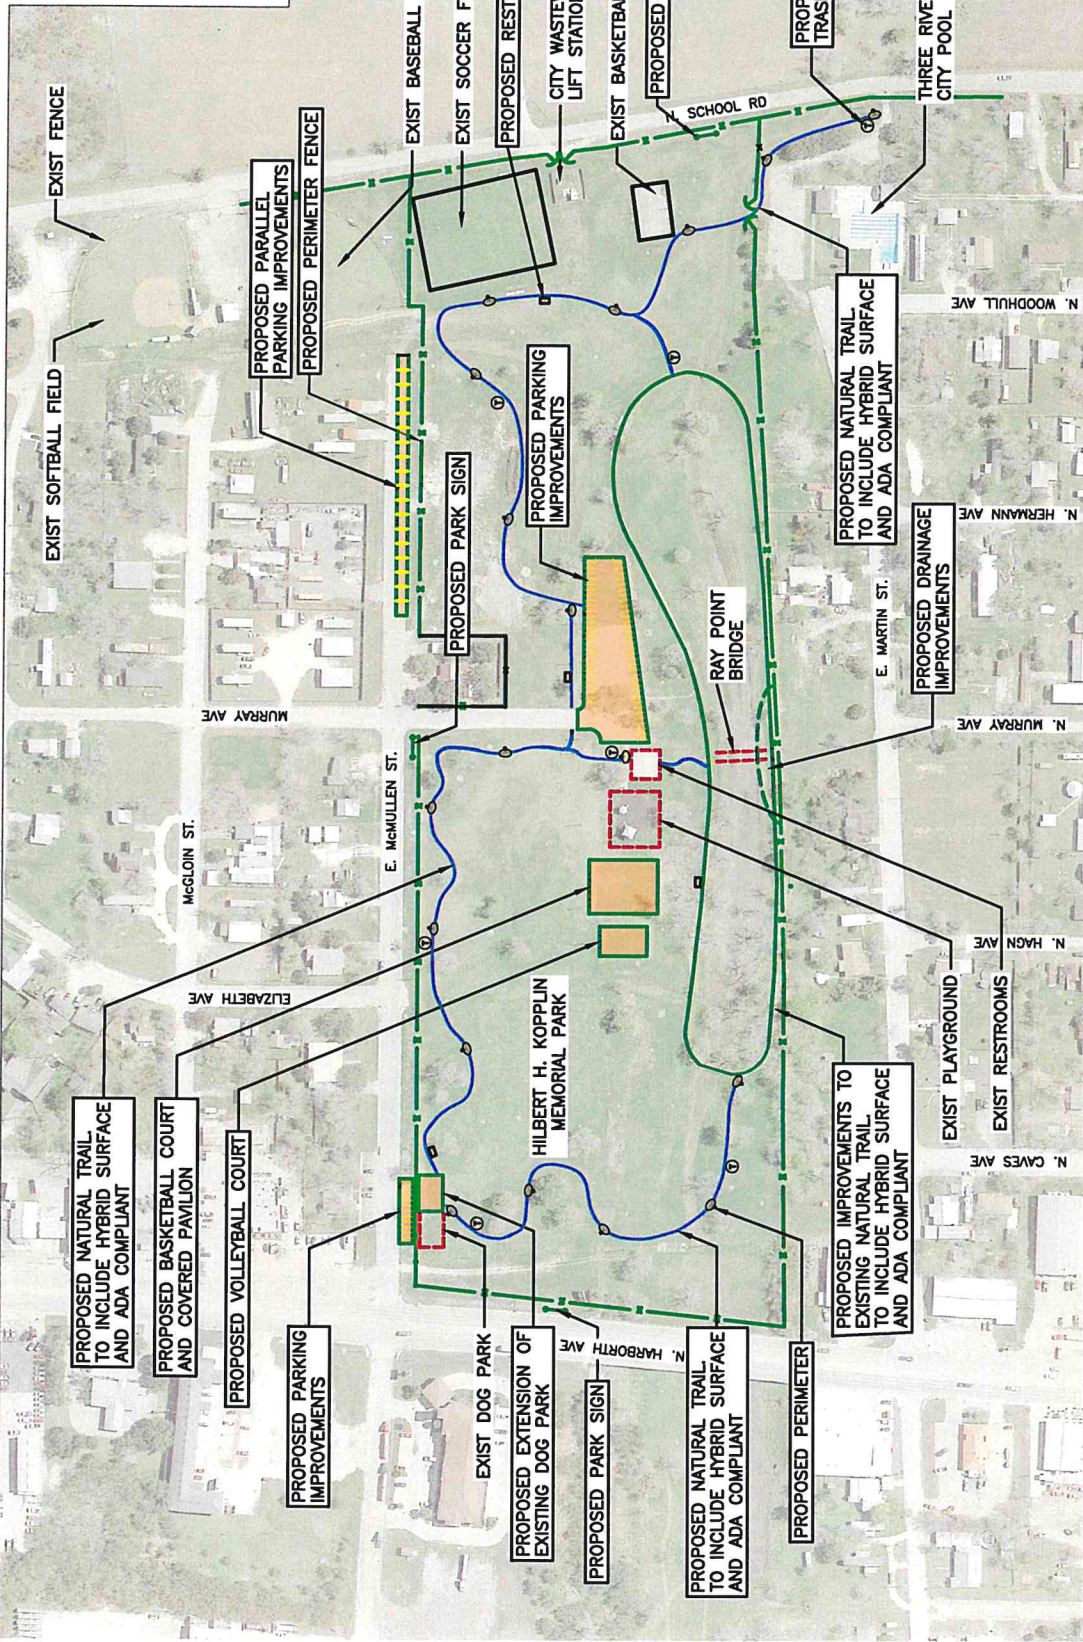 PROPOSED NATURAL TRAIL.
TO INCLUDE HYBRID SURFACE
AND ADA COMPLIANT
PROPOSED BASKETBALL COURT
AND COVERED PAVILION
PROPOSED VOLLEYBALL COURT
PROPOSED PARKING
IMPROVEMENTS
EXIST DOG PARK
PROPOSED EXTENSION OF
EXISTING DOG PARK
PROPOSED PARK SIGN
PROPOSED NATURAL TRAIL.
TO INCLUDE HYBRID SURFACE
AND ADA COMPLIANT
PROPOSED PERIMETER
PROPOSED IMPROVEMENTS TO
EXISTING NATURAL TRAIL.
TO INCLUDE HYBRID SURFACE
AND ADA COMPLIANT
EXIST PLAYGROUND
EXIST RESTROOMS
PROPOSED DRAINAGE
IMPROVEMENTS
PROPOSED NATURAL TRAIL.
TO INCLUDE HYBRID SURFACE
AND ADA COMPLIANT
RAY POINT
BRIDGE
PROPOSED PARKING
IMPROVEMENTS
PROPOSED PARK SIGN
HILBERT H. KOPPLIN
MEMORIAL PARK
EXIST SOFTBALL FIELD
EXIST FENCE
PROPOSED PARALLEL
PARKING IMPROVEMENTS
PROPOSED PERIMETER FENCE
EXIST BASEBALL
EXIST SOCCER F
PROPOSED REST
CITY WASTEV
LIFT STATION
EXIST BASKETBA
PROPOSED
PROP
TRAS
THREE RIVE
CITY POOL
McGLOIN ST.
E. McMULLEN ST.
ELIZABETH AVE
MURRAY AVE
N. HARBORTH AVE
N. SCHOOL RD
E. MARTIN ST.
N. CAVES AVE
N. HAGN AVE
N. MURRAY AVE
N. HERMANN AVE
N. WOODHULL AVE
T
T
T
T
T
T
T